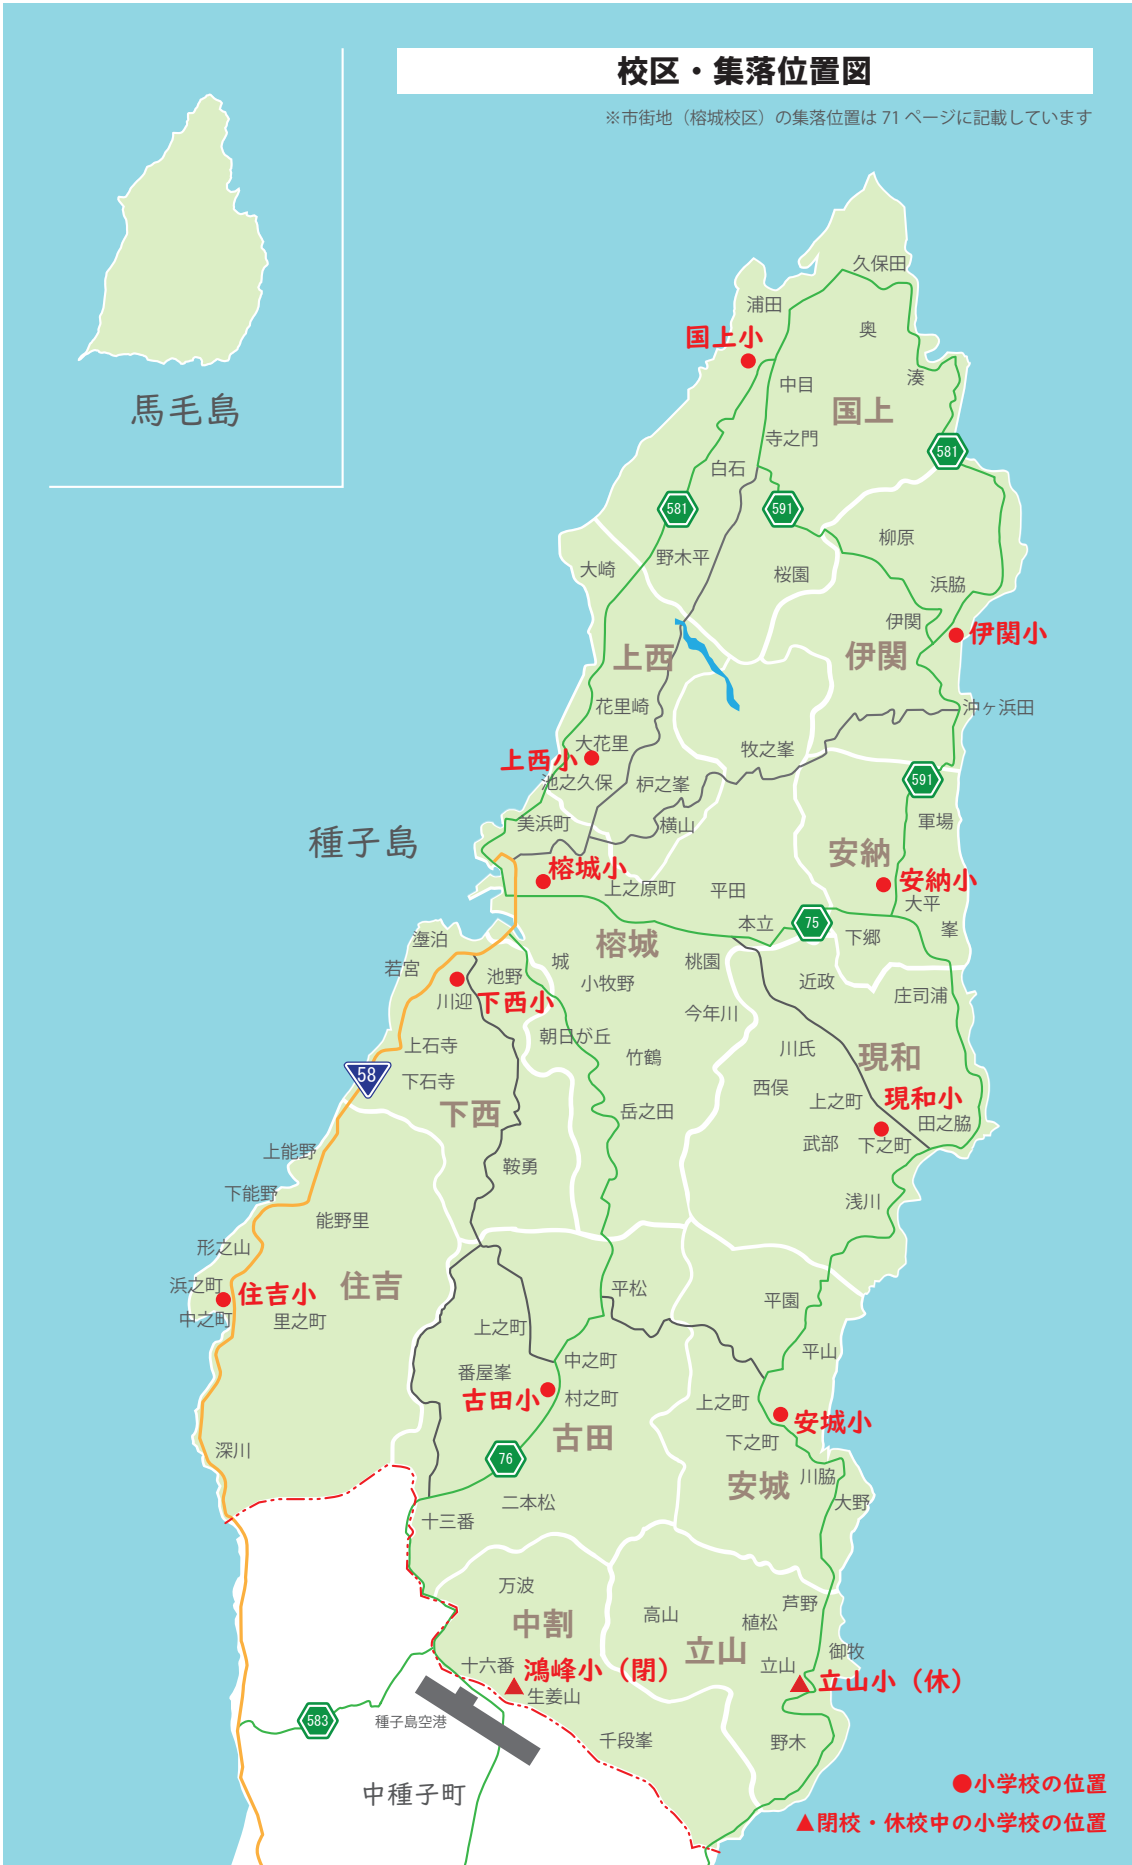 校区・集落位置図
※市街地（榕城校区）の集落位置は 71 ページに記載しています
馬毛島
久保田
浦田
奥
国上小
湊
中目
国上
寺之門
581
白石
581
591
柳原
野木平
大崎
桜園
浜脇
伊関
伊関小
上西
伊関
花里崎
沖ヶ浜田
大花里
牧之峯
上西小
池之久保
枦之峯
591
美浜町
横山
軍場
種子島
安納
榕城小
上之原町
平田
安納小
大平
本立
75
峯
下郷
榕城
若宮
城
桃園
池野
小牧野
近政
庄司浦
川迎
下西小
今年川
朝日が丘
上石寺
川氏
竹鶴
現和
58
下石寺
西俣
下西
岳之田
上之町
現和小
田之脇
上能野
武部
下之町
鞍勇
下能野
浅川
能野里
形之山
浜之町
住吉
住吉小
平松
平園
中之町
里之町
上之町
平山
中之町
番屋峯
古田小
村之町
上之町
安城小
古田
下之町
深川
76
安城
川脇
二本松
大野
十三番
万波
芦野
中割
高山
植松
立山
御牧
十六番
鴻峰小（閉）
立山
立山小（休）
生姜山
583
種子島空港
千段峯
野木
中種子町
●小学校の位置
▲閉校・休校中の小学校の位置